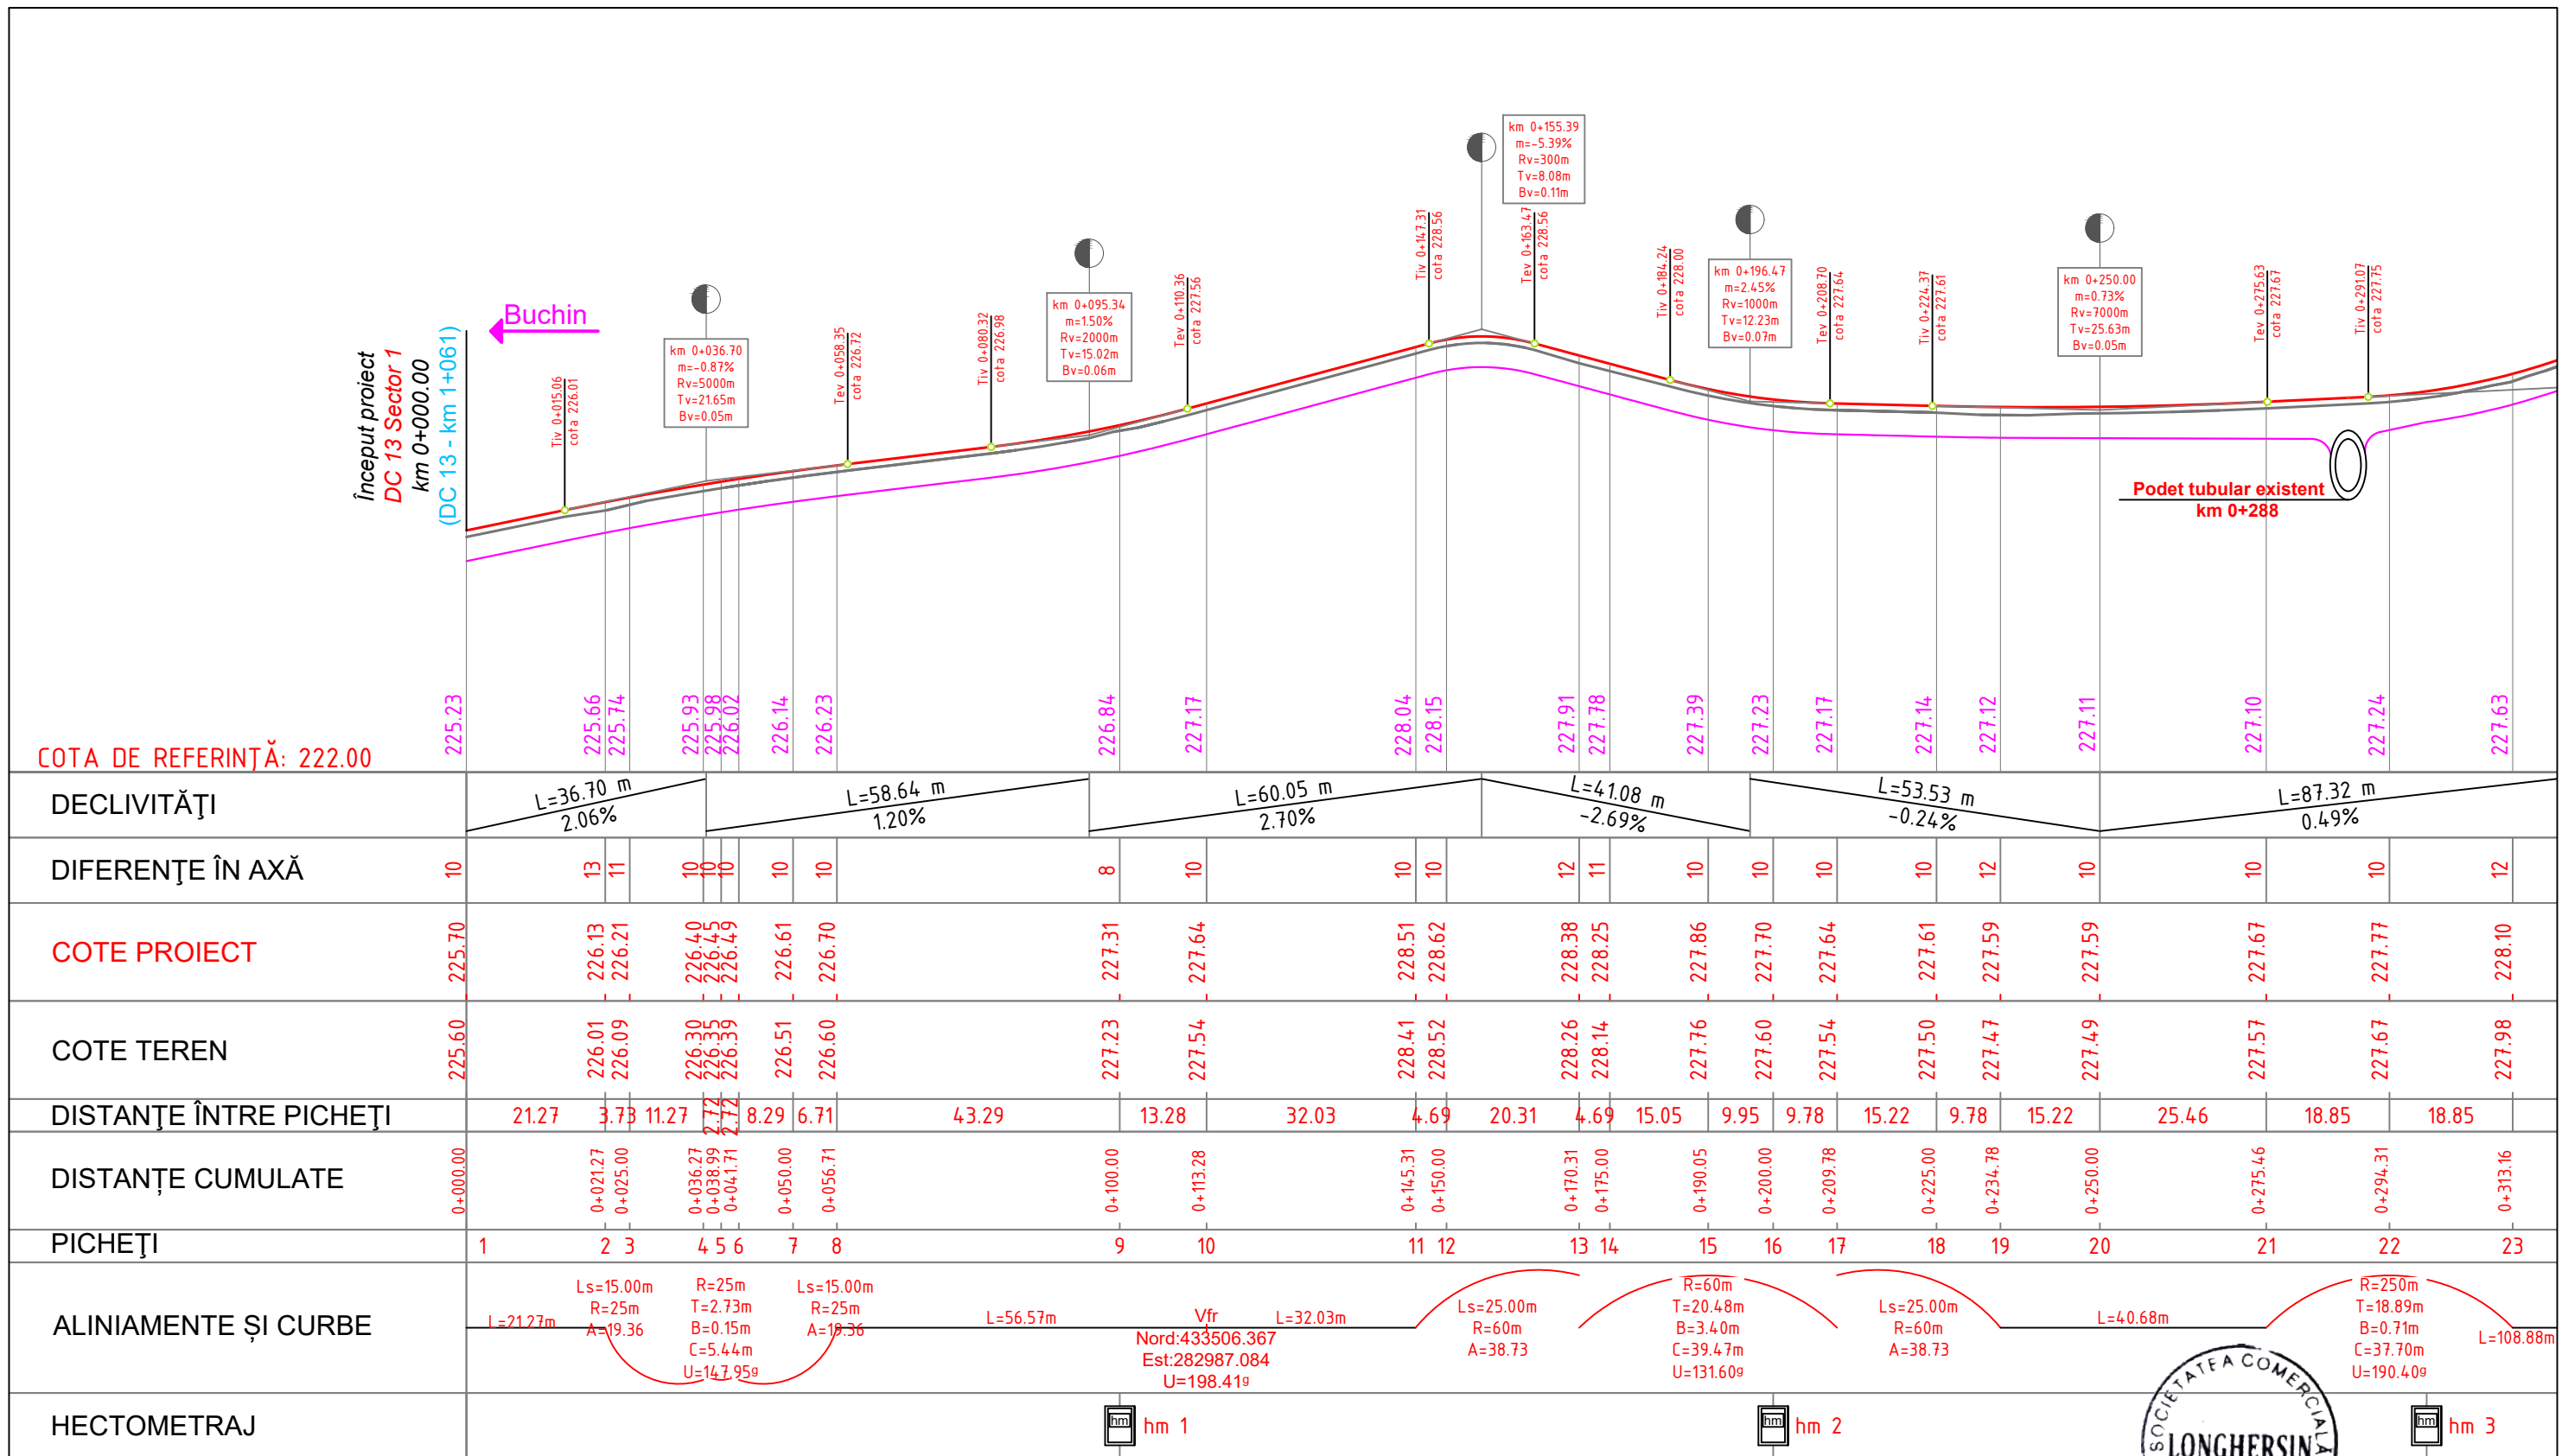 km 0+155.39
m=-5.39%
Rv=300m
Tv=8.08m
Bv=0.11m
Tiv 0+147.31
cota 228.56
Tev 0+163.47
cota 228.56
Tiv 0+184.24
cota 228.00
km 0+196.47
m=2.45%
Rv=1000m
Tv=12.23m
Bv=0.07m
Tev 0+208.70
cota 227.64
Tiv 0+224.37
cota 227.61
km 0+250.00
m=0.73%
Rv=7000m
Tv=25.63m
Bv=0.05m
Tev 0+275.63
cota 227.67
Tiv 0+291.07
cota 227.75
km 0+095.34
m=1.50%
Rv=2000m
Tv=15.02m
Bv=0.06m
Tev 0+110.36
cota 227.56
Tiv 0+080.32
cota 226.98
Tev 0+058.35
cota 226.72
km 0+036.70
m=-0.87%
Rv=5000m
Tv=21.65m
Bv=0.05m
Tiv 0+015.06
cota 226.01
Buchin
Început proiect
DC 13 Sector 1
km 0+000.00
(DC 13 - km 1+061)
Podet tubular existent
km 0+288
225.23 225.66 225.74 225.93 225.98 226.02 226.14 226.23 226.84 227.17 228.04 228.15 227.91 227.78 227.39 227.23 227.17 227.14 227.12 227.11 227.10 227.24 227.63
COTA DE REFERINŢĂ: 222.00
DECLIVITĂŢI
L=36.70 m
2.06%
L=58.64 m
1.20%
L=60.05 m
2.70%
L=41.08 m
-2.69%
L=53.53 m
-0.24%
L=87.32 m
0.49%
DIFERENŢE ÎN AXĂ 10 13 11 10 10 10 10 10 8 10 10 10 12 11 10 10 10 10 12 10 10 10 12
COTE PROIECT 225.70 226.13 226.21 226.40 226.45 226.49 226.61 226.70 227.31 227.64 228.51 228.62 228.38 228.25 227.86 227.70 227.64 227.61 227.59 227.59 227.67 227.77 228.10
COTE TEREN 225.60 226.01 226.09 226.30 226.35 226.39 226.51 226.60 227.23 227.54 228.41 228.52 228.26 228.14 227.76 227.60 227.54 227.50 227.47 227.49 227.57 227.67 227.98
DISTANŢE ÎNTRE PICHEŢI 21.27 3.73 11.27 2.72 2.72 8.29 6.71 43.29 13.28 32.03 4.69 20.31 4.69 15.05 9.95 9.78 15.22 9.78 15.22 25.46 18.85 18.85
DISTANȚE CUMULATE 0+000.00 0+021.27 0+025.00 0+036.27 0+038.99 0+041.71 0+050.00 0+056.71 0+100.00 0+113.28 0+145.31 0+150.00 0+170.31 0+175.00 0+190.05 0+200.00 0+209.78 0+225.00 0+234.78 0+250.00 0+275.46 0+294.31 0+313.16
PICHEŢI 1 2 3 4 5 6 7 8 9 10 11 12 13 14 15 16 17 18 19 20 21 22 23
ALINIAMENTE ȘI CURBE
L=21.27m
Ls=15.00m
R=25m
A=19.36
R=25m
T=2.73m
B=0.15m
C=5.44m
U=147.95g
Ls=15.00m
R=25m
A=19.36
L=56.57m
Vfr
Nord:433506.367
Est:282987.084
U=198.41g
L=32.03m
Ls=25.00m
R=60m
A=38.73
R=60m
T=20.48m
B=3.40m
C=39.47m
U=131.60g
Ls=25.00m
R=60m
A=38.73
L=40.68m
R=250m
T=18.89m
B=0.71m
C=37.70m
U=190.40g
L=108.88m
SOCIETATEA COMERCIALĂ
LONGHERSIN
HECTOMETRAJ
hm hm 1
hm hm 2
hm hm 3